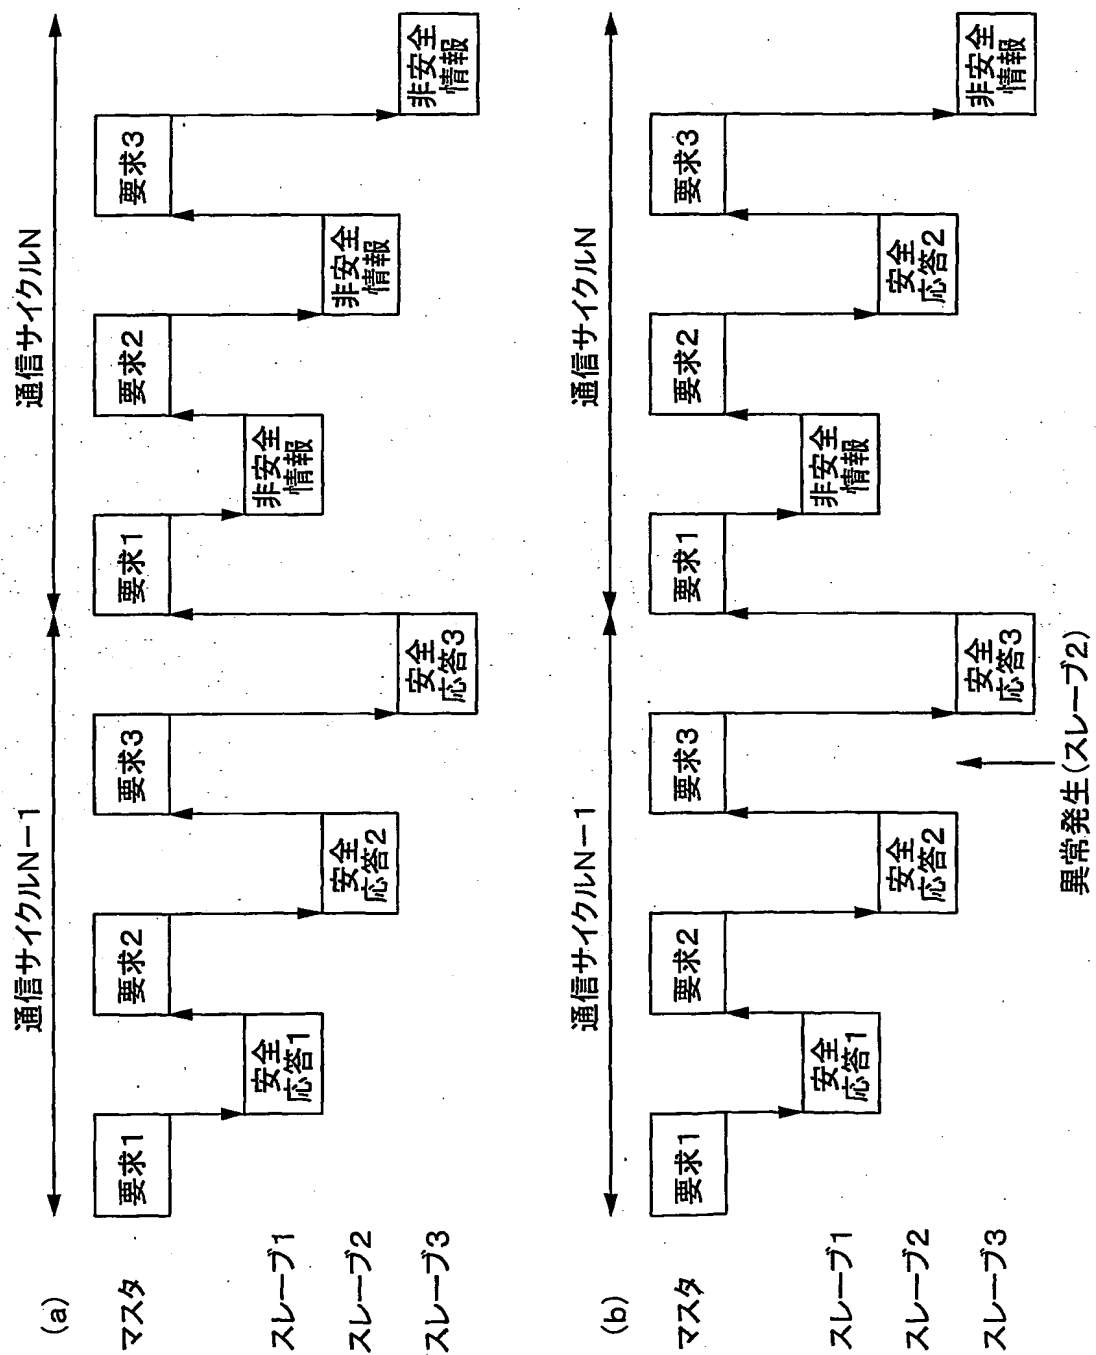 (a)
通信サイクルN－1
通信サイクルN
マスタ
要求1
要求2
要求3
要求1
要求2
要求3
スレーブ1
安全
応答1
非安全
情報
スレーブ2
安全
応答2
非安全
情報
スレーブ3
安全
応答3
非安全
情報
(b)
通信サイクルN－1
通信サイクルN
マスタ
要求1
要求2
要求3
要求1
要求2
要求3
スレーブ1
安全
応答1
非安全
情報
スレーブ2
安全
応答2
安全
応答2
スレーブ3
安全
応答3
非安全
情報
異常発生(スレーブ2)